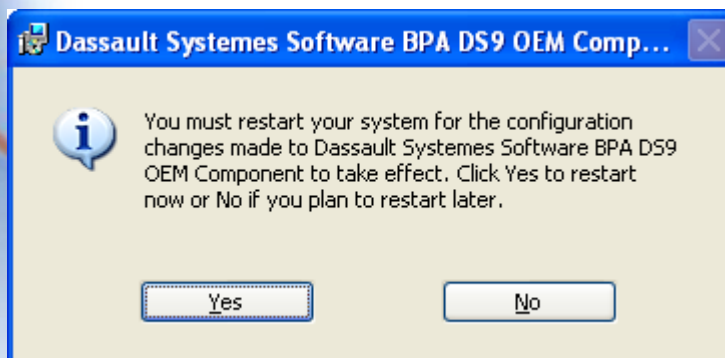 Dassault Systemes Software BPA DS9 OEM Comp...
You must restart your system for the configuration
changes made to Dassault Systemes Software BPA DS9
OEM Component to take effect. Click Yes to restart
now or No if you plan to restart later.
Yes
No